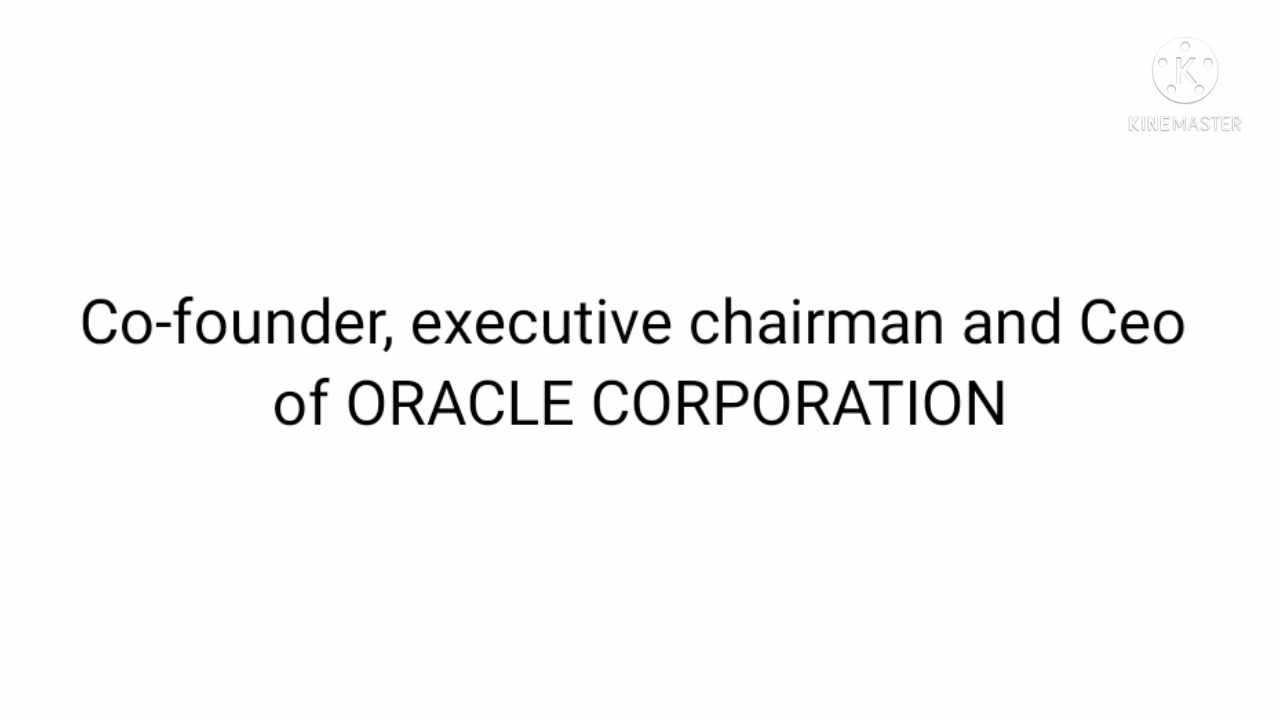 K
KINEMASTER
Co-founder, executive chairman and Ceo
of ORACLE CORPORATION